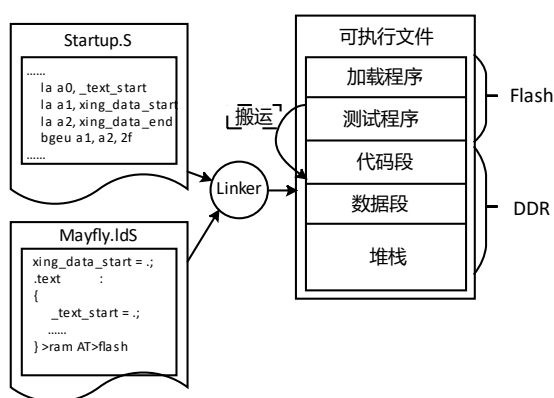 Startup.S
......
la a0, _text_start
la a1, xing_data_start
la a2, xing_data_end
bgeu a1, a2, 2f
......
Mayfly.ldS
xing_data_start = .;
.text :
{
_text_start = .;
......
} >ram AT>flash
Linker
搬运
可执行文件
加载程序
测试程序
代码段
数据段
堆栈
Flash
DDR